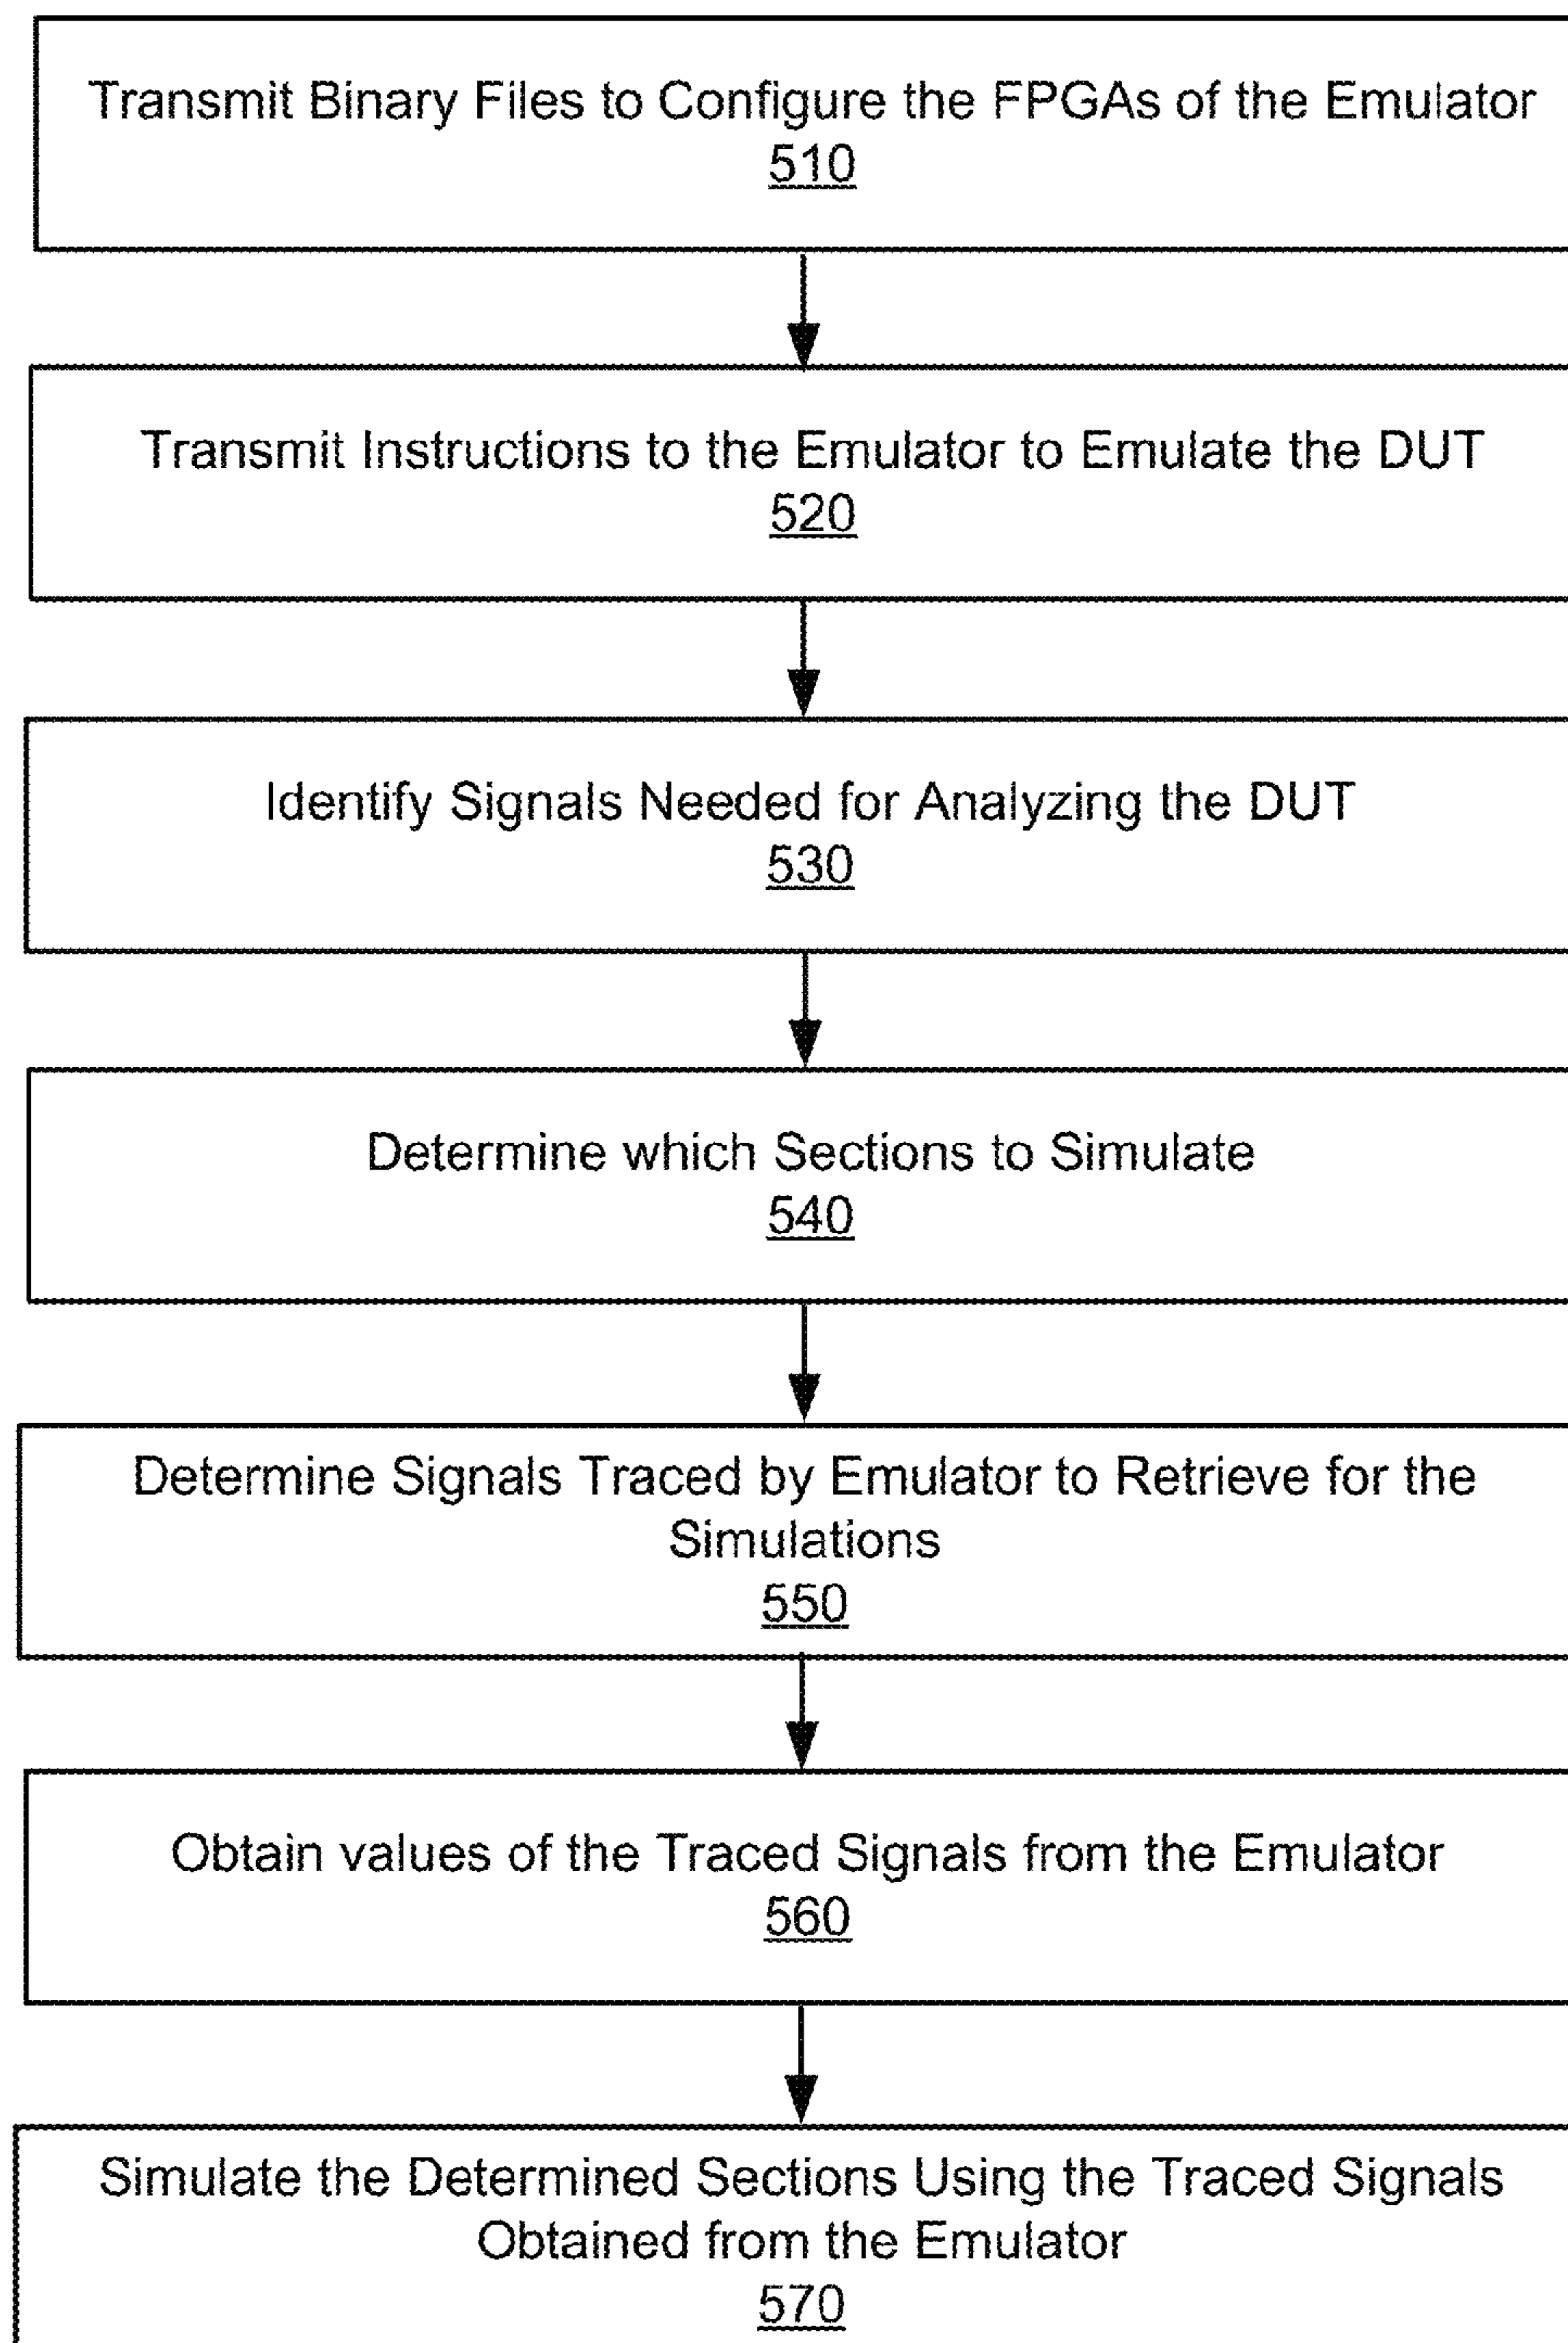 Transmit Binary Files to Configure the FPGAs of the Emulator
510
Transmit Instructions to the Emulator to Emulate the DUT
520
Identify Signals Needed for Analyzing the DUT
530
Determine which Sections to Simulate
540
Determine Signals Traced by Emulator to Retrieve for the
Simulations
550
Obtain values of the Traced Signals from the Emulator
560
Simulate the Determined Sections Using the Traced Signals
Obtained from the Emulator
570